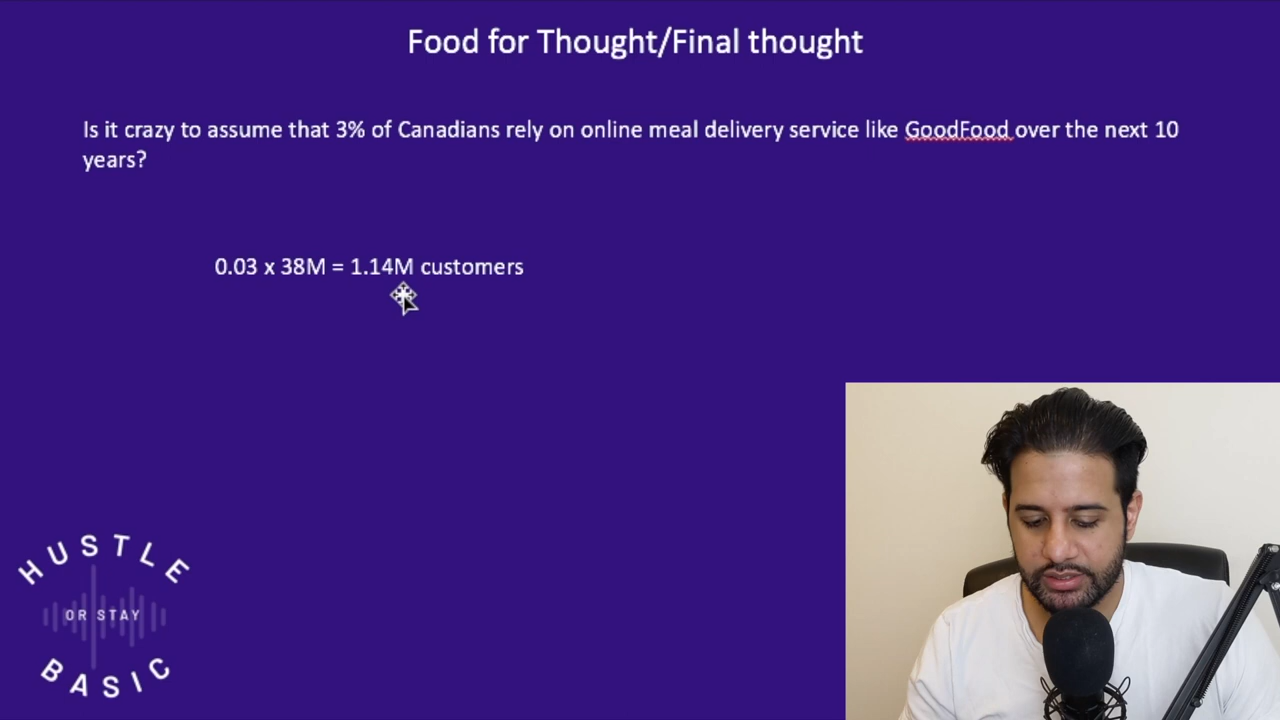 Food for Thought/Final thought
Is it crazy to assume that 3% of Canadians rely on online meal delivery service like GoodFood over the next 10
years?
0.03 x 38M = 1.14M customers
HUSTLE
OR STAY
BASIC